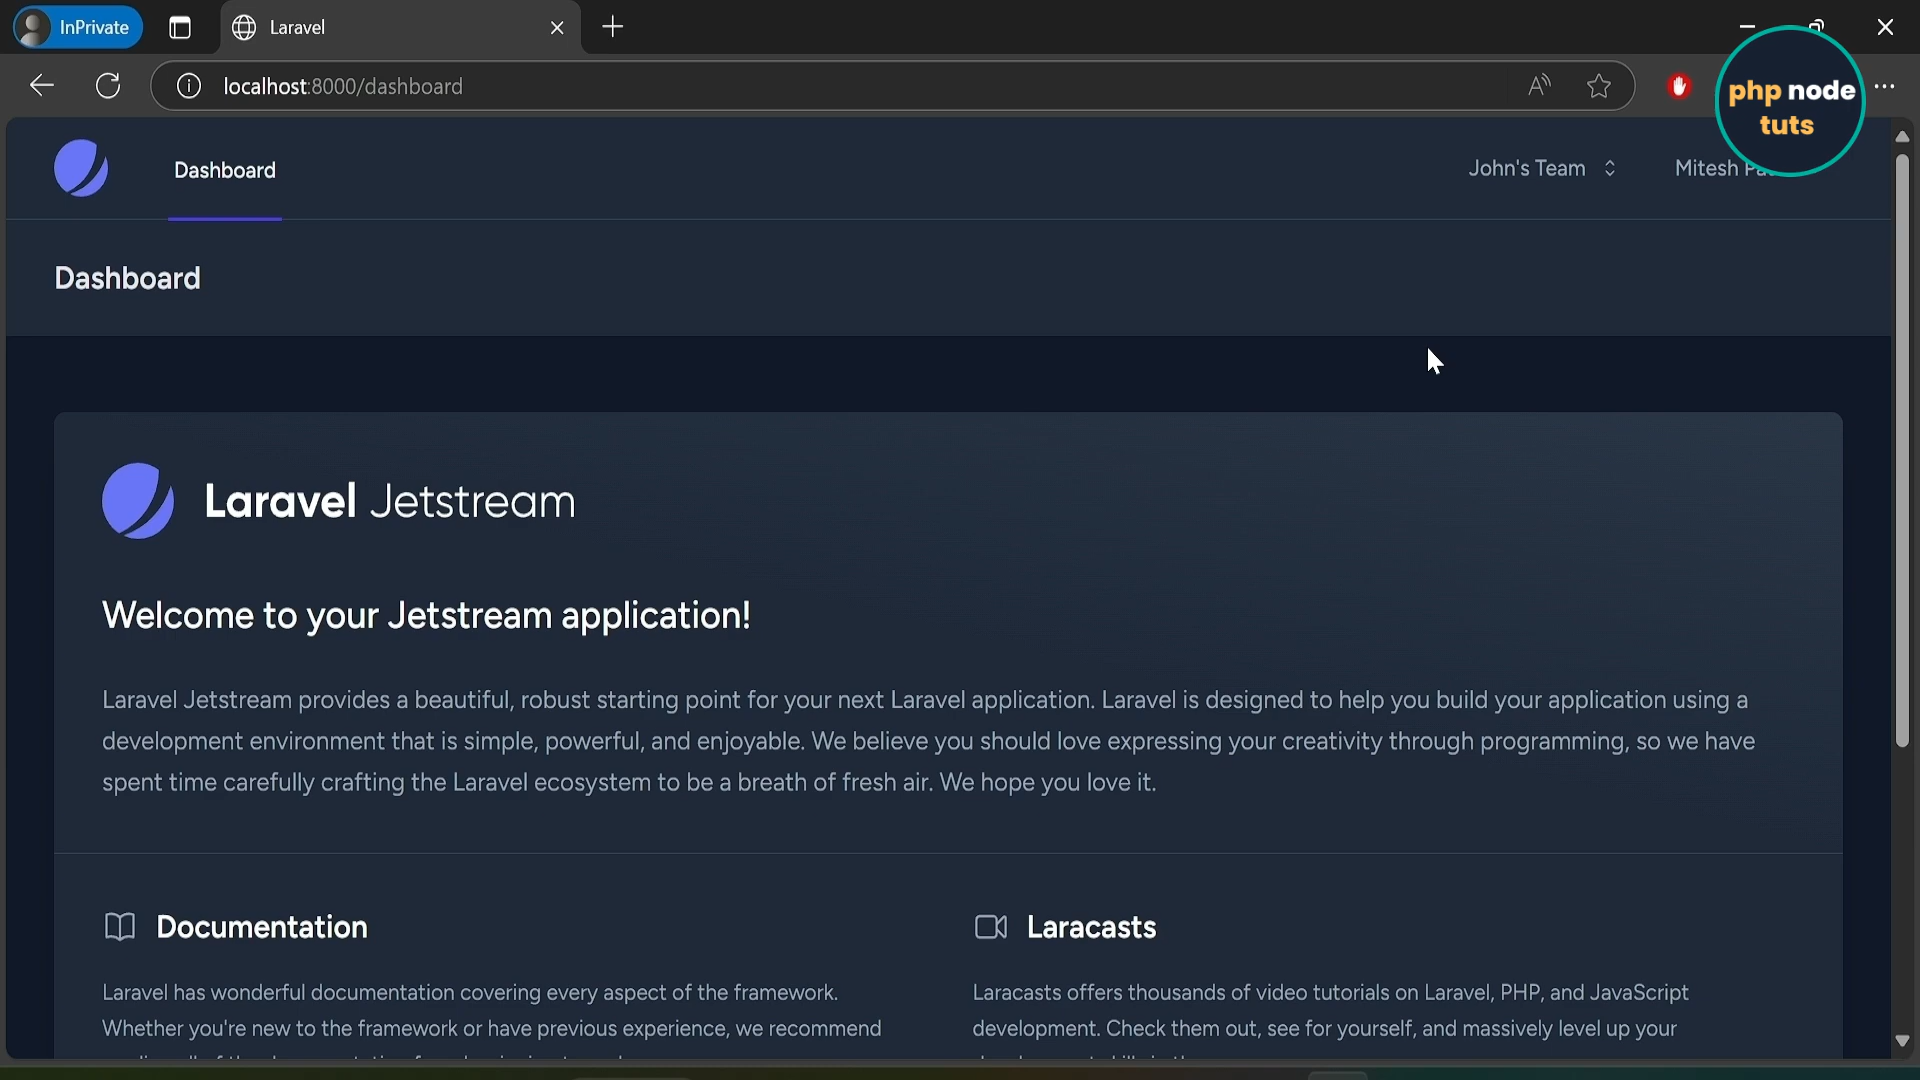 InPrivate
Laravel
localhost:8000/dashboard
php node
tuts
Dashboard
John's Team
Mitesh
Dashboard
Laravel Jetstream
Welcome to your Jetstream application!
Laravel Jetstream provides a beautiful, robust starting point for your next Laravel application. Laravel is designed to help you build your application using a
development environment that is simple, powerful, and enjoyable. We believe you should love expressing your creativity through programming, so we have
spent time carefully crafting the Laravel ecosystem to be a breath of fresh air. We hope you love it.
Documentation
Laravel has wonderful documentation covering every aspect of the framework.
Whether you're new to the framework or have previous experience, we recommend
Laracasts
Laracasts offers thousands of video tutorials on Laravel, PHP, and JavaScript
development. Check them out, see for yourself, and massively level up your